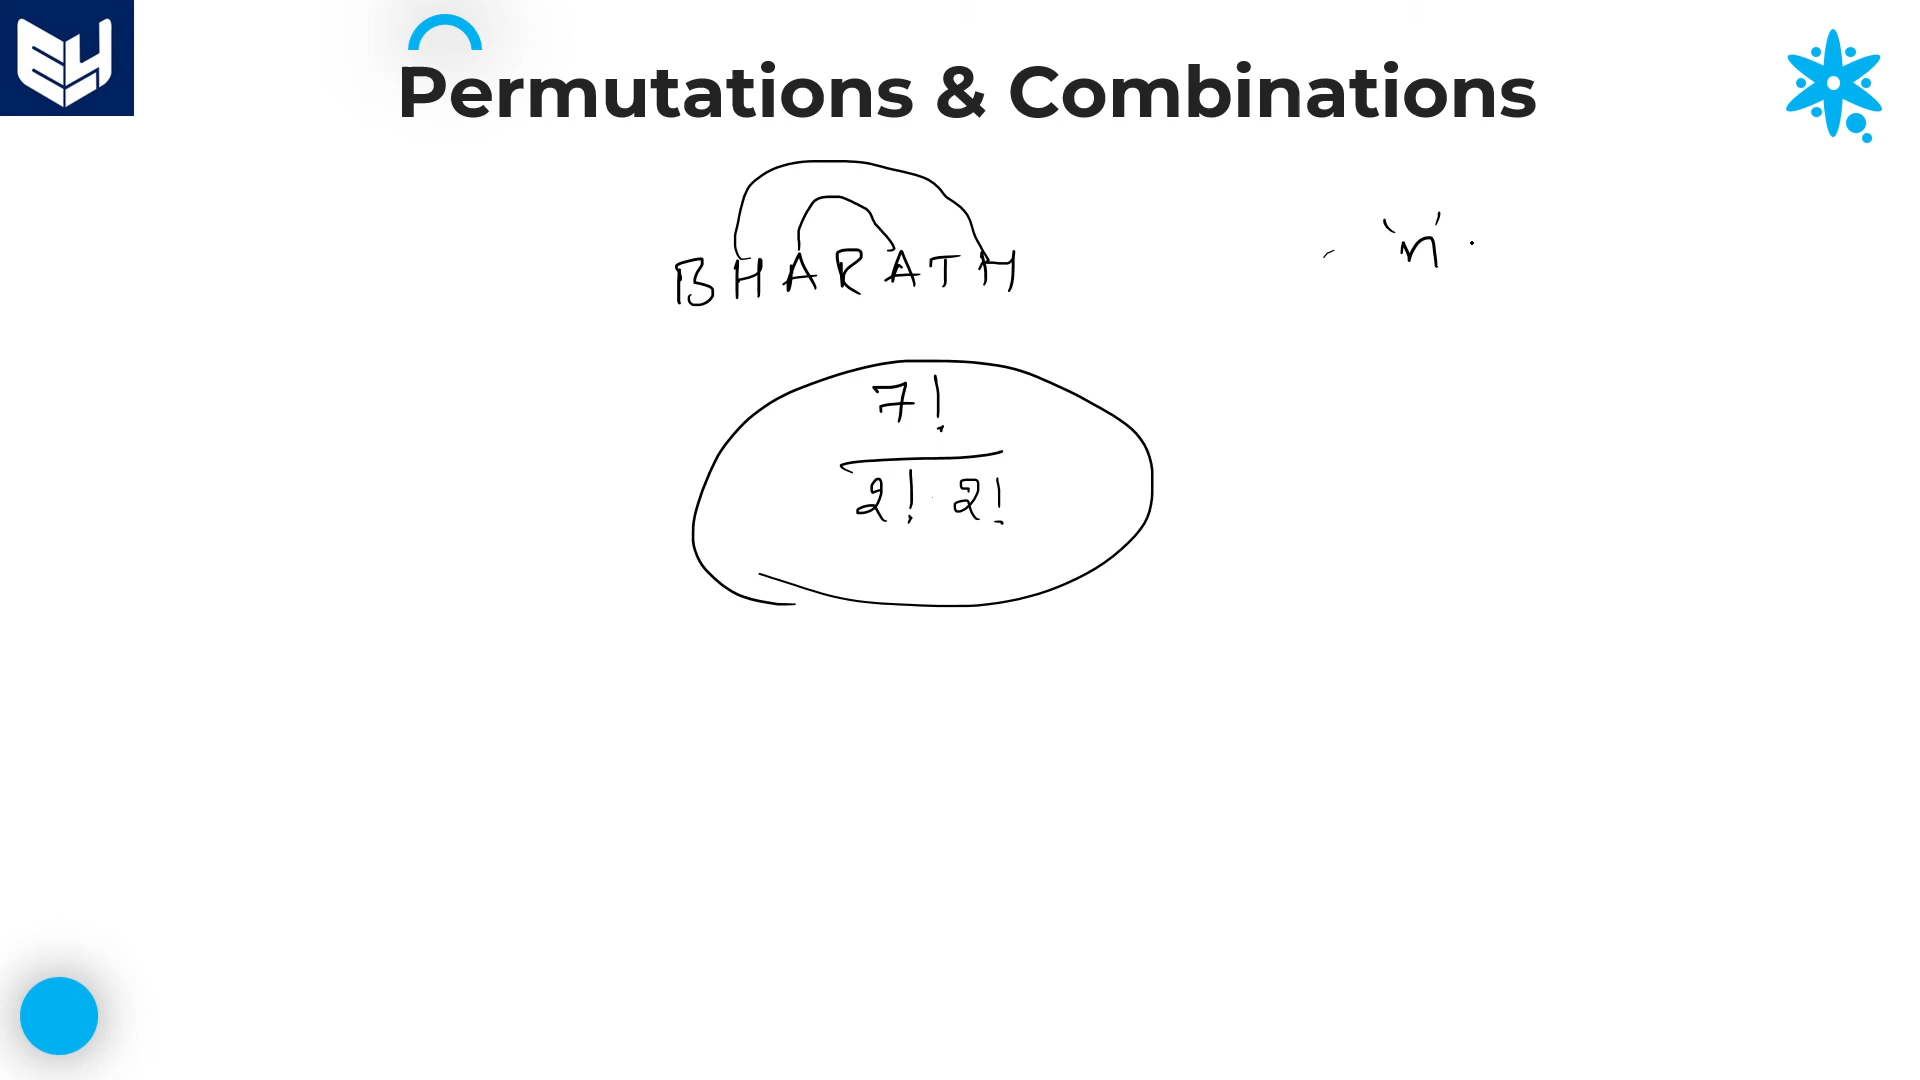 Permutations & Combinations
BHARATH
'n'
7!
2! 2!